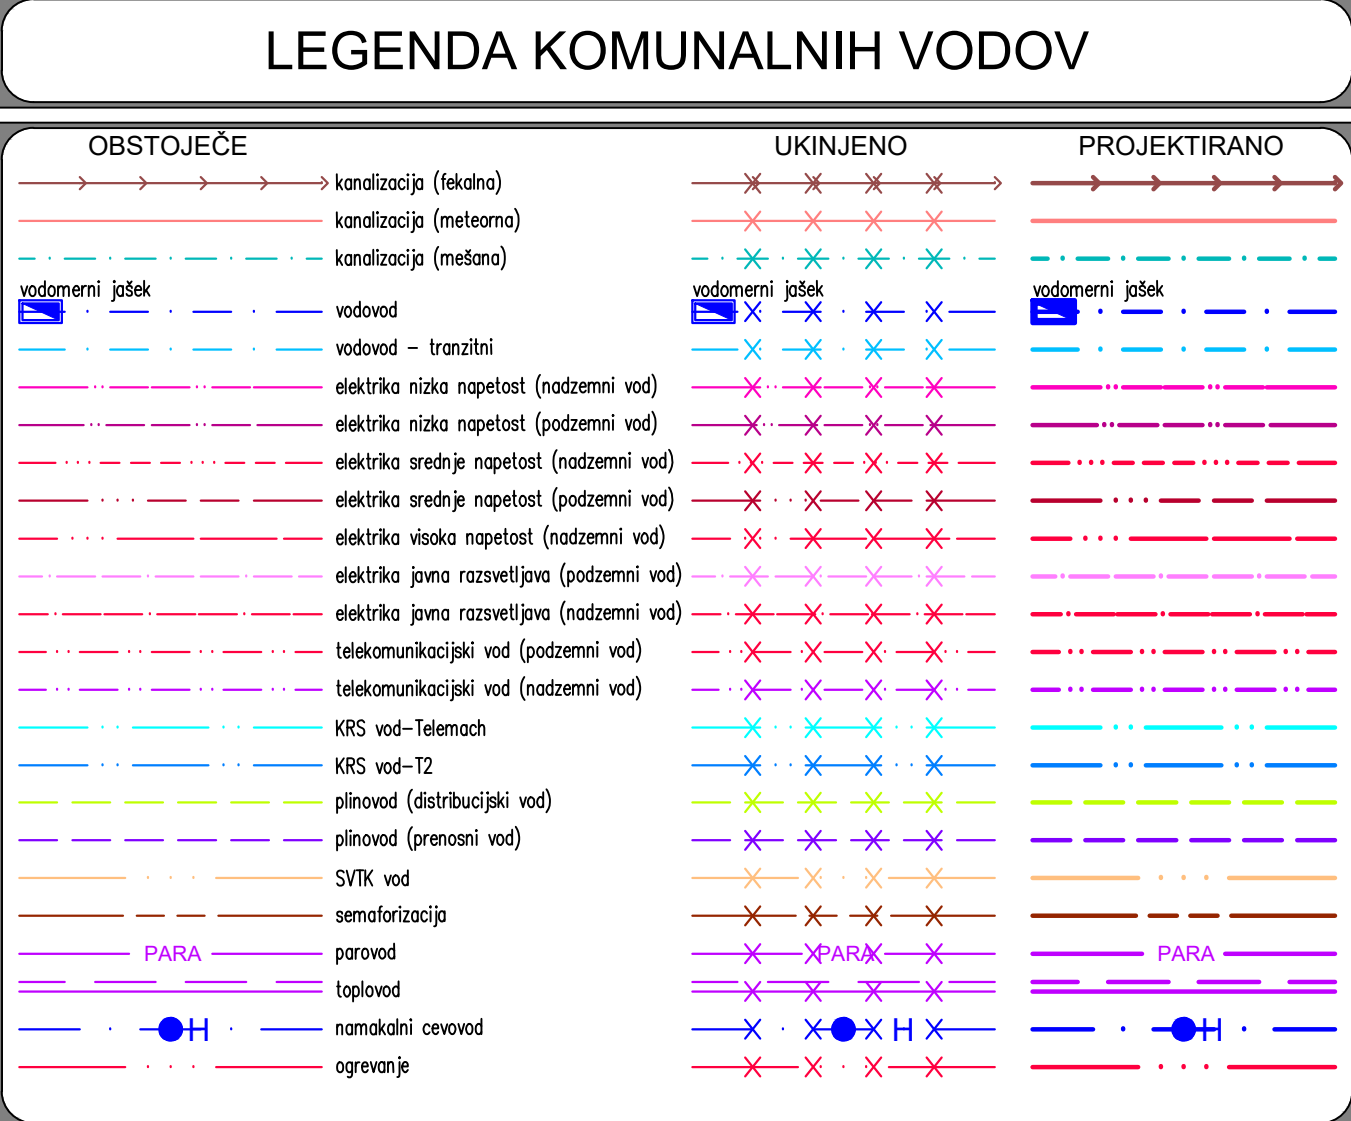 LEGENDA KOMUNALNIH VODOV
OBSTOJEČE UKINJENO PROJEKTIRANO
kanalizacija (fekalna)
kanalizacija (meteorna)
kanalizacija (mešana)
vodomerni jašek vodomerni jašek vodomerni jašek
vodovod
vodovod - tranzitni
elektrika nizka napetost (nadzemni vod)
elektrika nizka napetost (podzemni vod)
elektrika srednje napetost (nadzemni vod)
elektrika srednje napetost (podzemni vod)
elektrika visoka napetost (nadzemni vod)
elektrika javna razsvetljava (podzemni vod)
elektrika javna razsvetljava (nadzemni vod)
telekomunikacijski vod (podzemni vod)
telekomunikacijski vod (nadzemni vod)
KRS vod-Telemach
KRS vod-T2
plinovod (distribucijski vod)
plinovod (prenosni vod)
SVTK vod
semaforizacija
PARA parovod PARA PARA
toplovod
H namakalni cevovod H H
ogrevanje